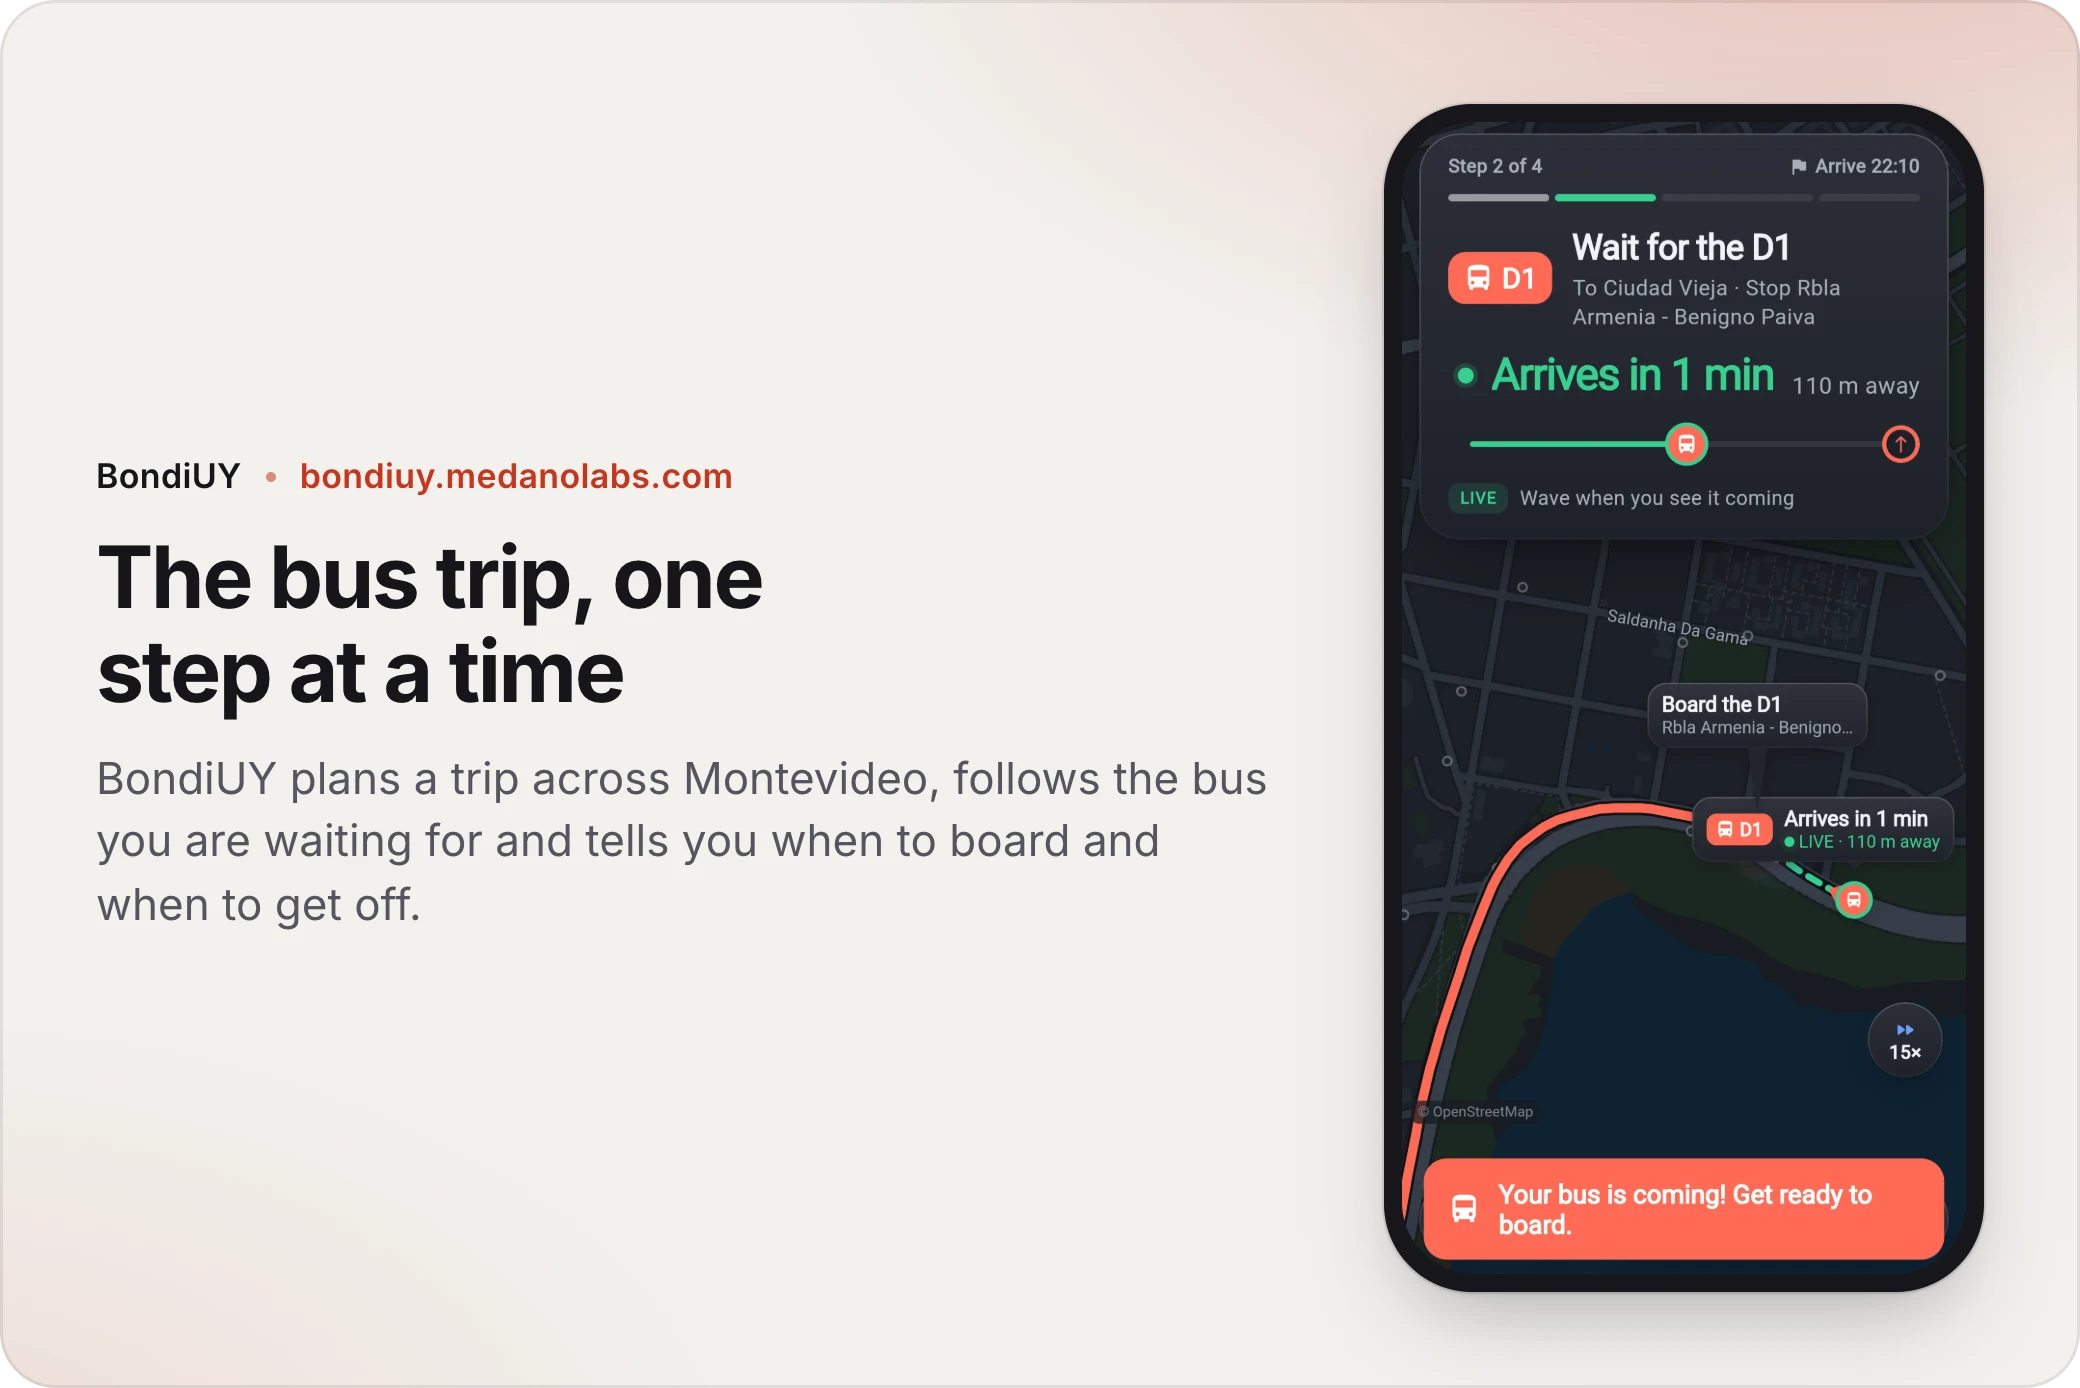 BondiUY • bondiuy.medanolabs.com
The bus trip, one
step at a time
BondiUY plans a trip across Montevideo, follows the bus
you are waiting for and tells you when to board and
when to get off.
Step 2 of 4
Arrive 22:10
D1
Wait for the D1
To Ciudad Vieja · Stop Rbla
Armenia - Benigno Paiva
Arrives in 1 min
110 m away
LIVE
Wave when you see it coming
Saldanha Da Gama
Board the D1
Rbla Armenia - Benigno...
D1
Arrives in 1 min
LIVE · 110 m away
15×
© OpenStreetMap
Your bus is coming! Get ready to
board.